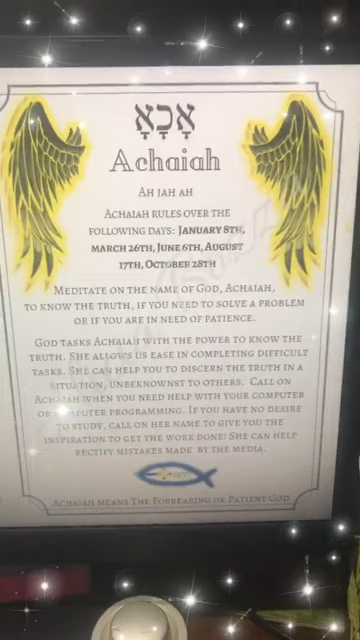 אָכָאָ
Achaiah
Ah jah ah
Achaiah rules over the
following days: January 8th,
March 26th, June 6th, August
17th, October 28th
Meditate on the name of God, Achaiah,
to know the truth, if you need to solve a problem
or if you are in need of patience.
God tasks Achaiah with the power to know the
truth. She allows us ease in completing difficult
tasks. She can help you to discern the truth in a
situation, unbeknownst to others. Call on
Achaiah when you need help with your computer
or computer programming. If you have no desire
to study, call on her name to give you the
inspiration to get the work done! She can help
rectify mistakes made by the media.
Achaiah means The Forbearing or Patient God